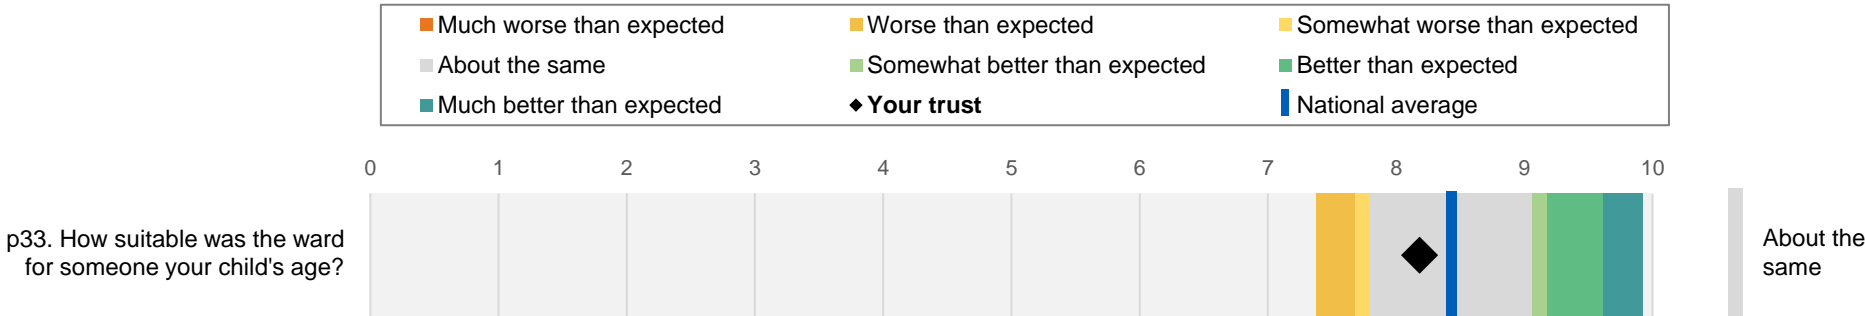 Much worse than expected
Worse than expected
Somewhat worse than expected
About the same
Somewhat better than expected
Better than expected
Much better than expected
Your trust
National average
0 1 2 3 4 5 6 7 8 9 10
p33. How suitable was the ward
for someone your child's age?
About the
same